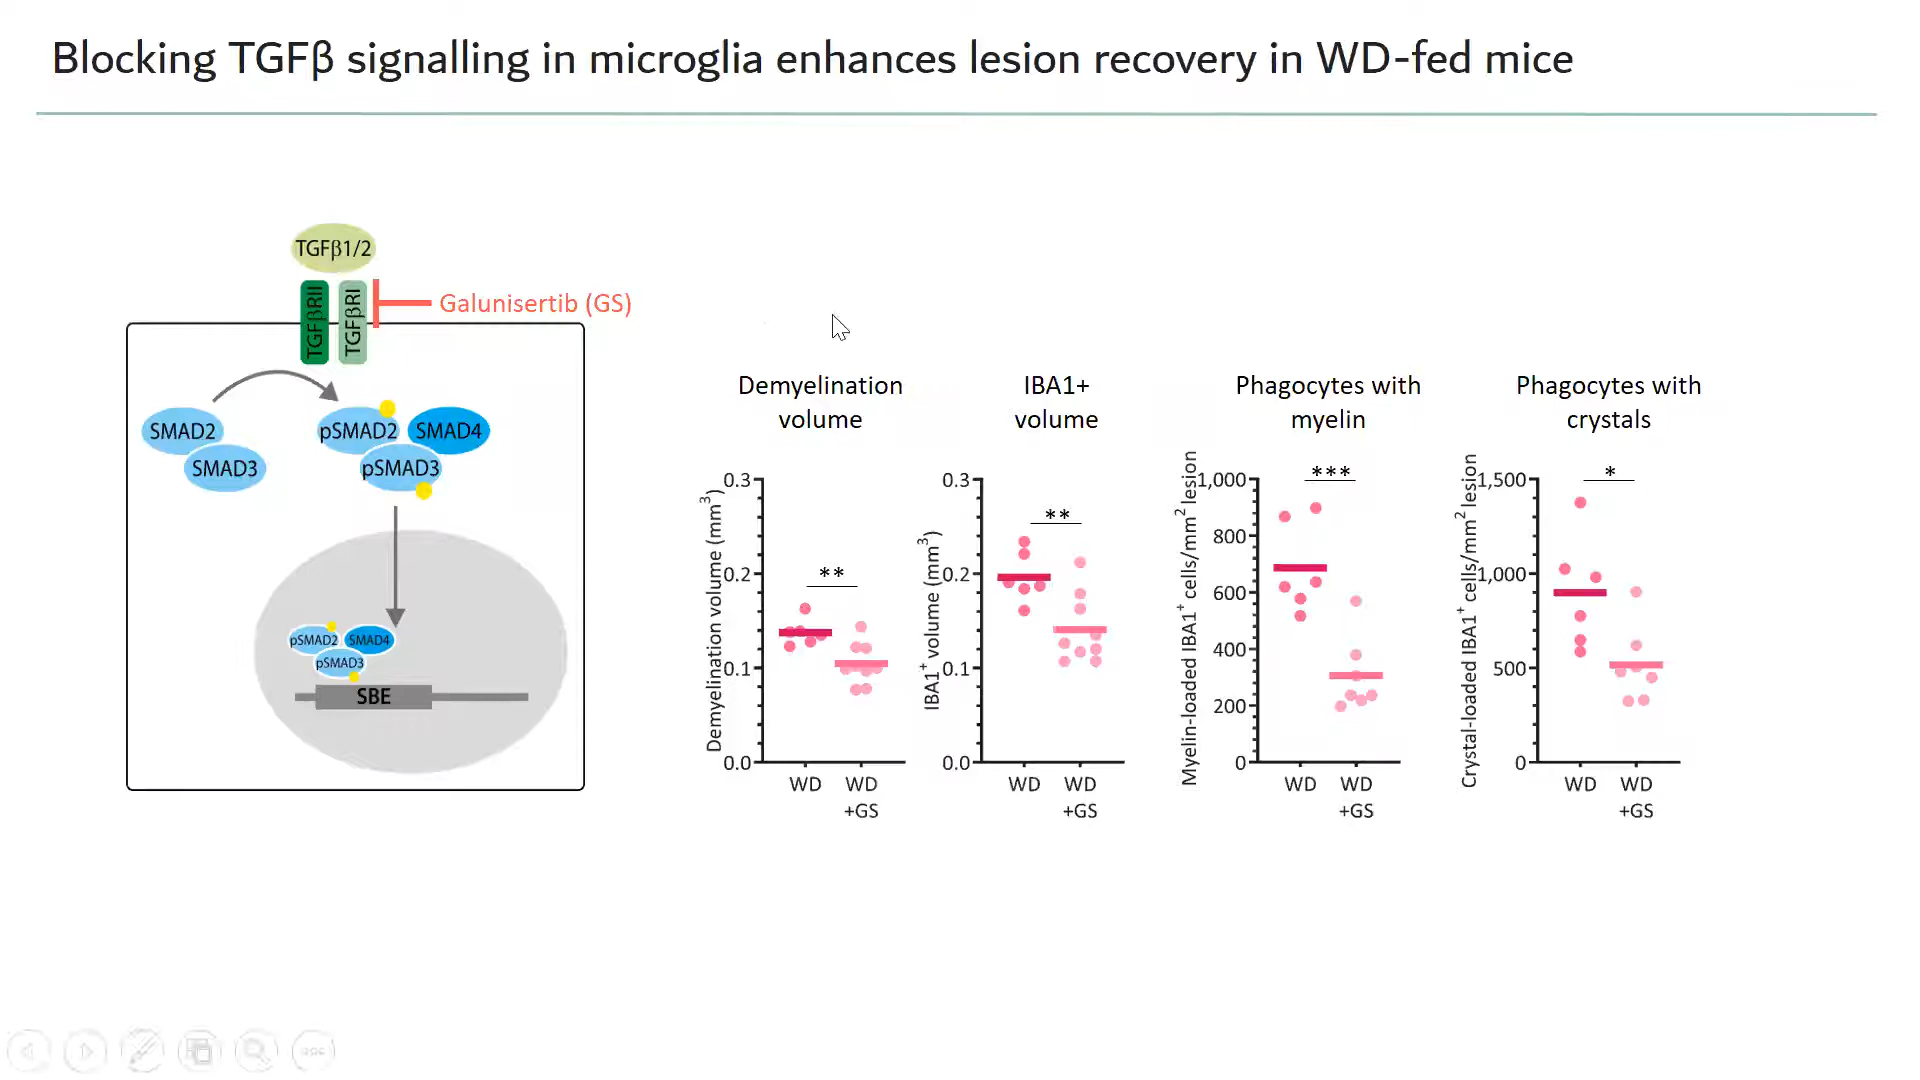 Blocking TGFβ signalling in microglia enhances lesion recovery in WD-fed mice
TGFβ1/2
TGFβRII
TGFβRI
Galunisertib (GS)
SMAD2
SMAD3
pSMAD2
SMAD4
pSMAD3
pSMAD2
SMAD4
pSMAD3
SBE
Demyelination
volume
Demyelination volume (mm³)
0.3
0.2
0.1
0.0
**
WD
WD
+GS
IBA1+
volume
IBA1⁺ volume (mm³)
0.3
0.2
0.1
0.0
**
WD
WD
+GS
Phagocytes with
myelin
Myelin-loaded IBA1⁺ cells/mm² lesion
1,000
800
600
400
200
0
***
WD
WD
+GS
Phagocytes with
crystals
Crystal-loaded IBA1⁺ cells/mm² lesion
1,500
1,000
500
0
*
WD
WD
+GS